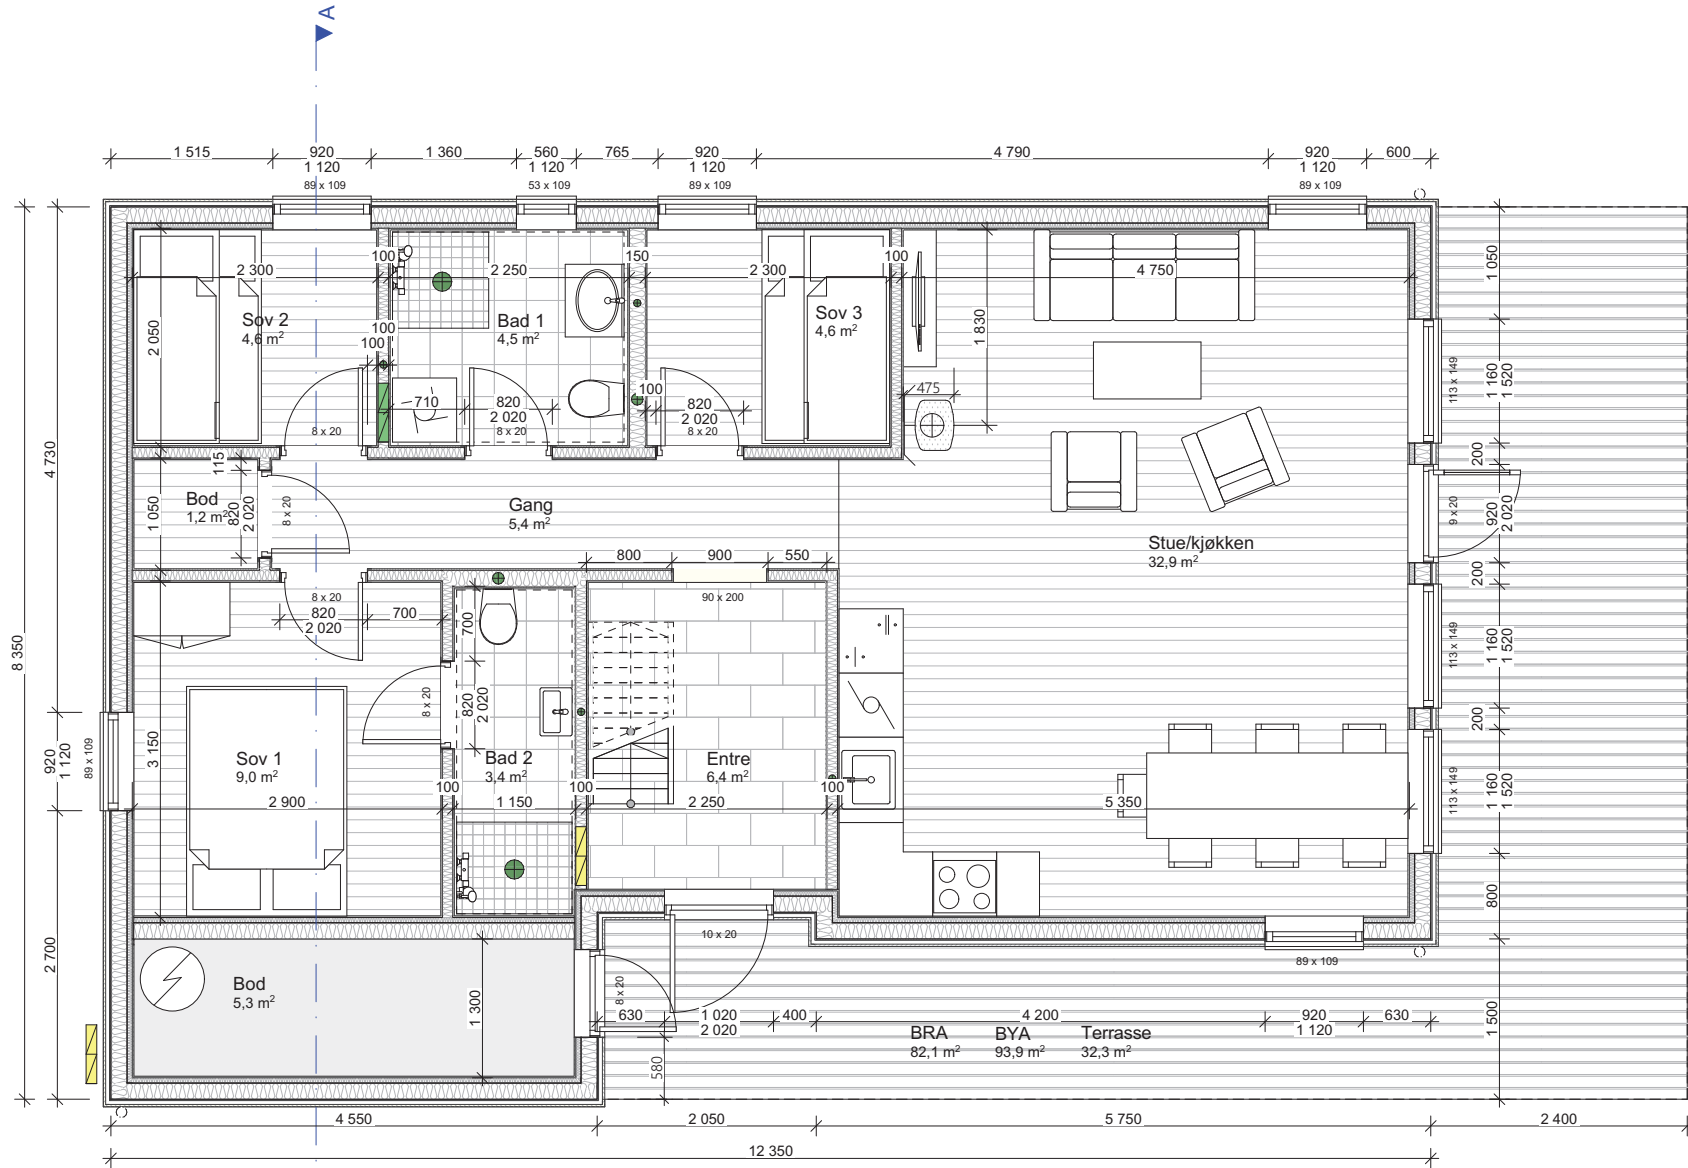 A
1 515
920
1 120
1 360
560
1 120
765
920
1 120
4 790
920
1 120
600
89 x 109
53 x 109
89 x 109
89 x 109
2 300
100
2 250
150
2 300
100
4 750
1 050
Sov 2
4,6 m²
Bad 1
4,5 m²
Sov 3
4,6 m²
2 050
100
100
1 830
475
1 160
1 520
113 x 149
710
820
2 020
8 x 20
100
820
2 020
8 x 20
8 x 20
4 730
115
200
Bod
1,2 m²
820
2 020
8 x 20
1 050
Gang
5,4 m²
9 x 20
920
2 020
Stue/kjøkken
32,9 m²
800
900
550
200
8 x 20
820
2 020
700
90 x 200
8 350
700
1 160
1 520
113 x 149
8 x 20
820
2 020
200
920
1 120
89 x 109
3 150
Sov 1
9,0 m²
Bad 2
3,4 m²
Entre
6,4 m²
2 900
100
1 150
100
2 250
100
5 350
1 160
1 520
113 x 149
800
10 x 20
89 x 109
2 700
Bod
5,3 m²
1 300
8 x 20
630
1 020
2 020
400
4 200
920
1 120
630
1 500
BRA
82,1 m²
BYA
93,9 m²
Terrasse
32,3 m²
580
4 550
2 050
5 750
2 400
12 350